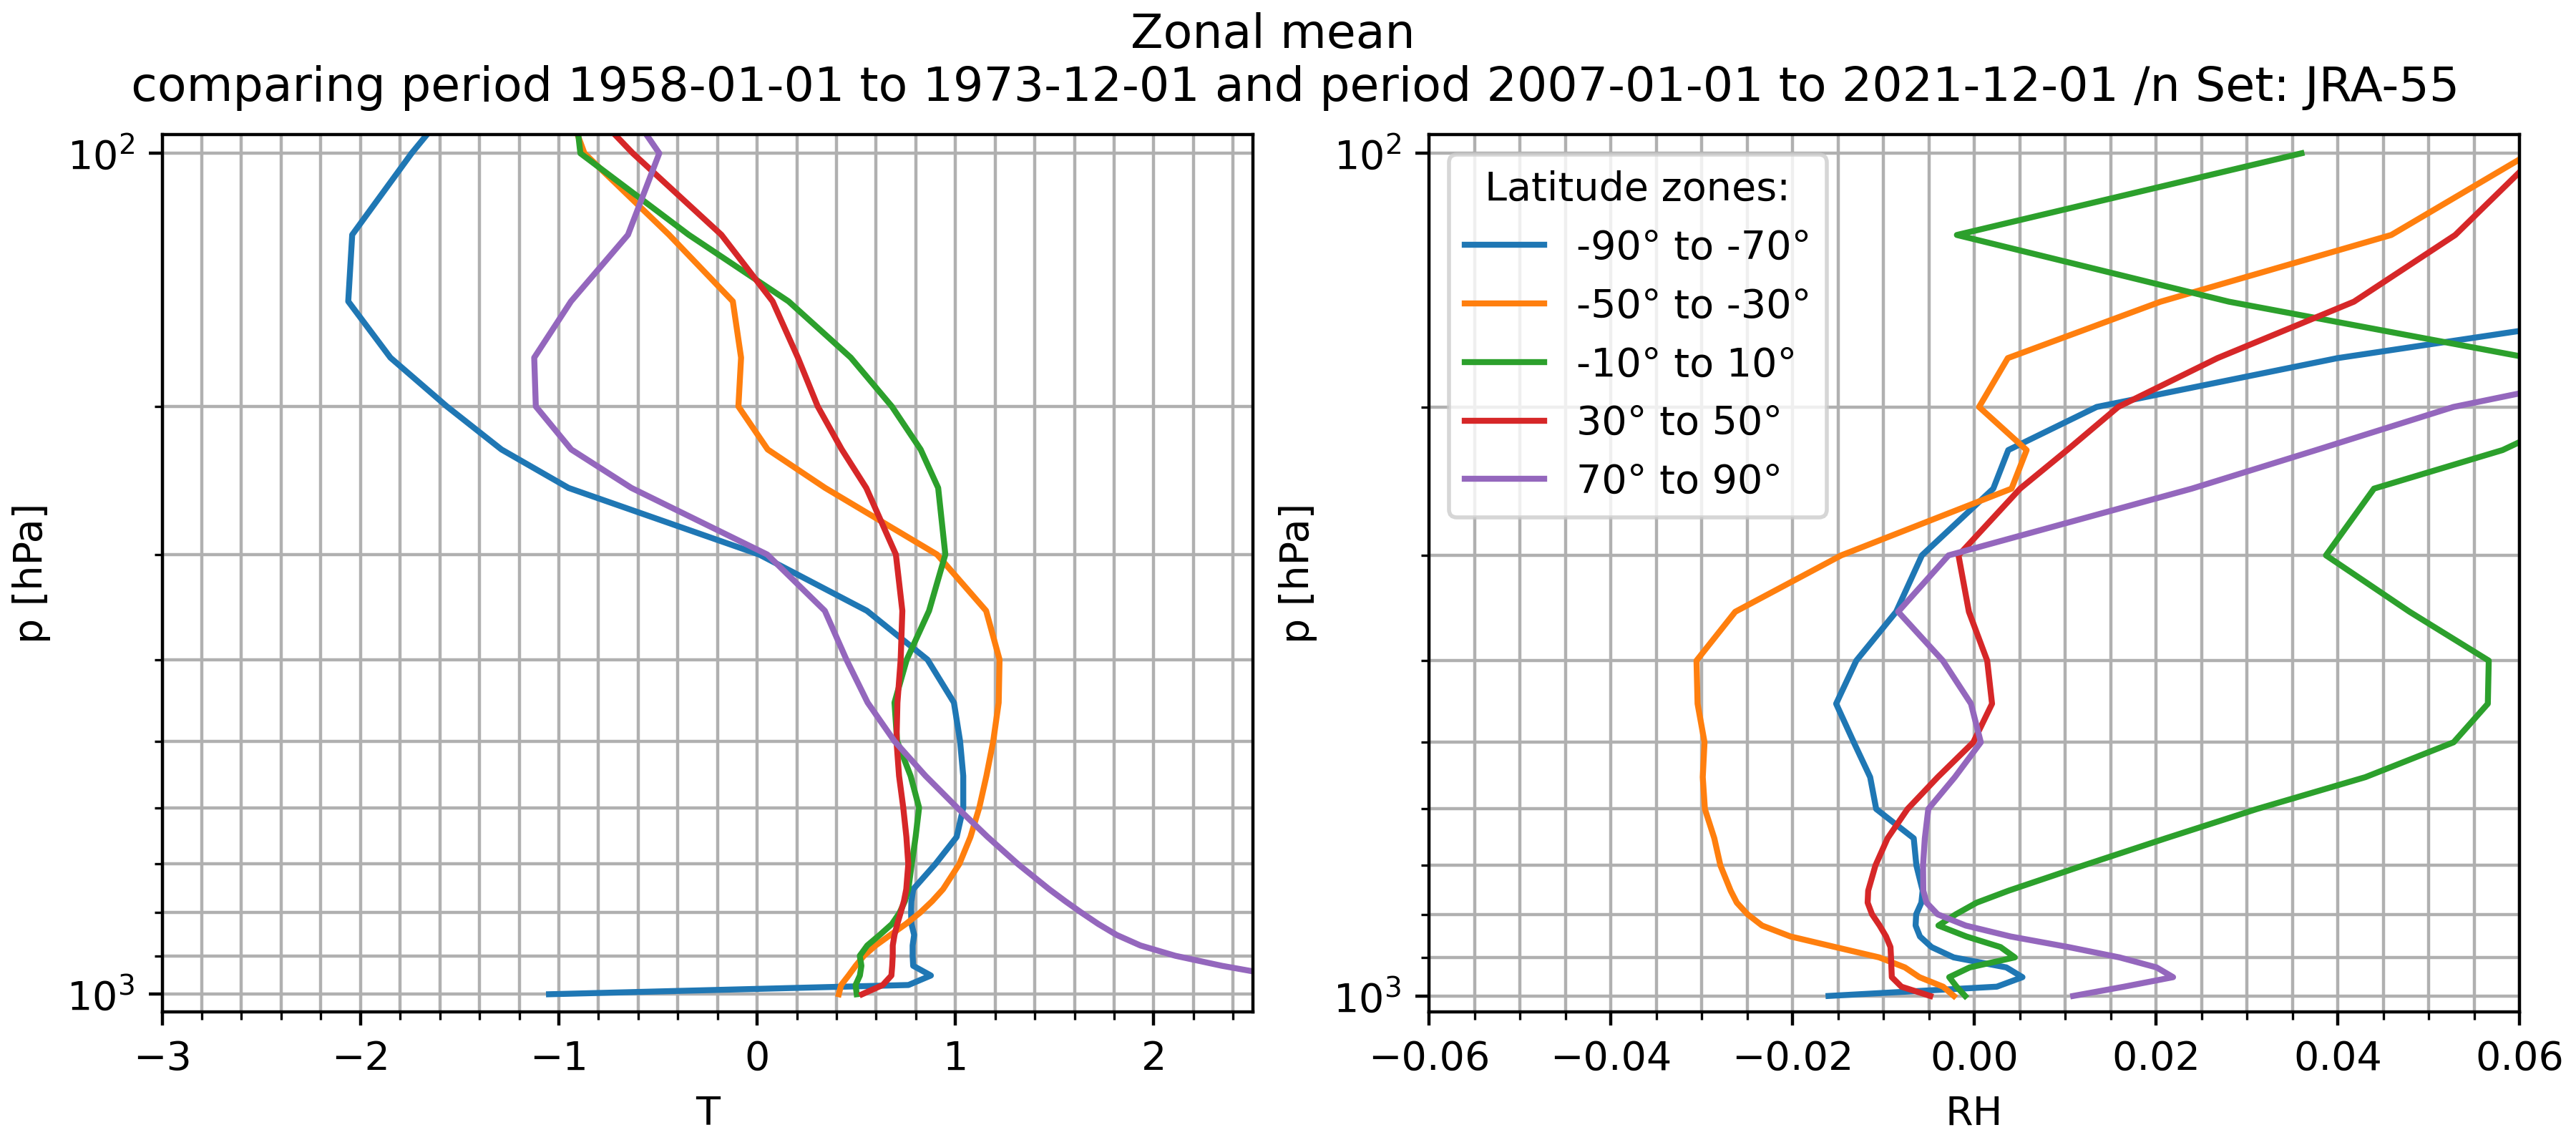 Zonal mean
comparing period 1958-01-01 to 1973-12-01 and period 2007-01-01 to 2021-12-01 /n Set: JRA-55
10²
10³
p [hPa]
−3 −2 −1 0 1 2
T
10²
10³
p [hPa]
Latitude zones:
-90° to -70°
-50° to -30°
-10° to 10°
30° to 50°
70° to 90°
−0.06 −0.04 −0.02 0.00 0.02 0.04 0.06
RH